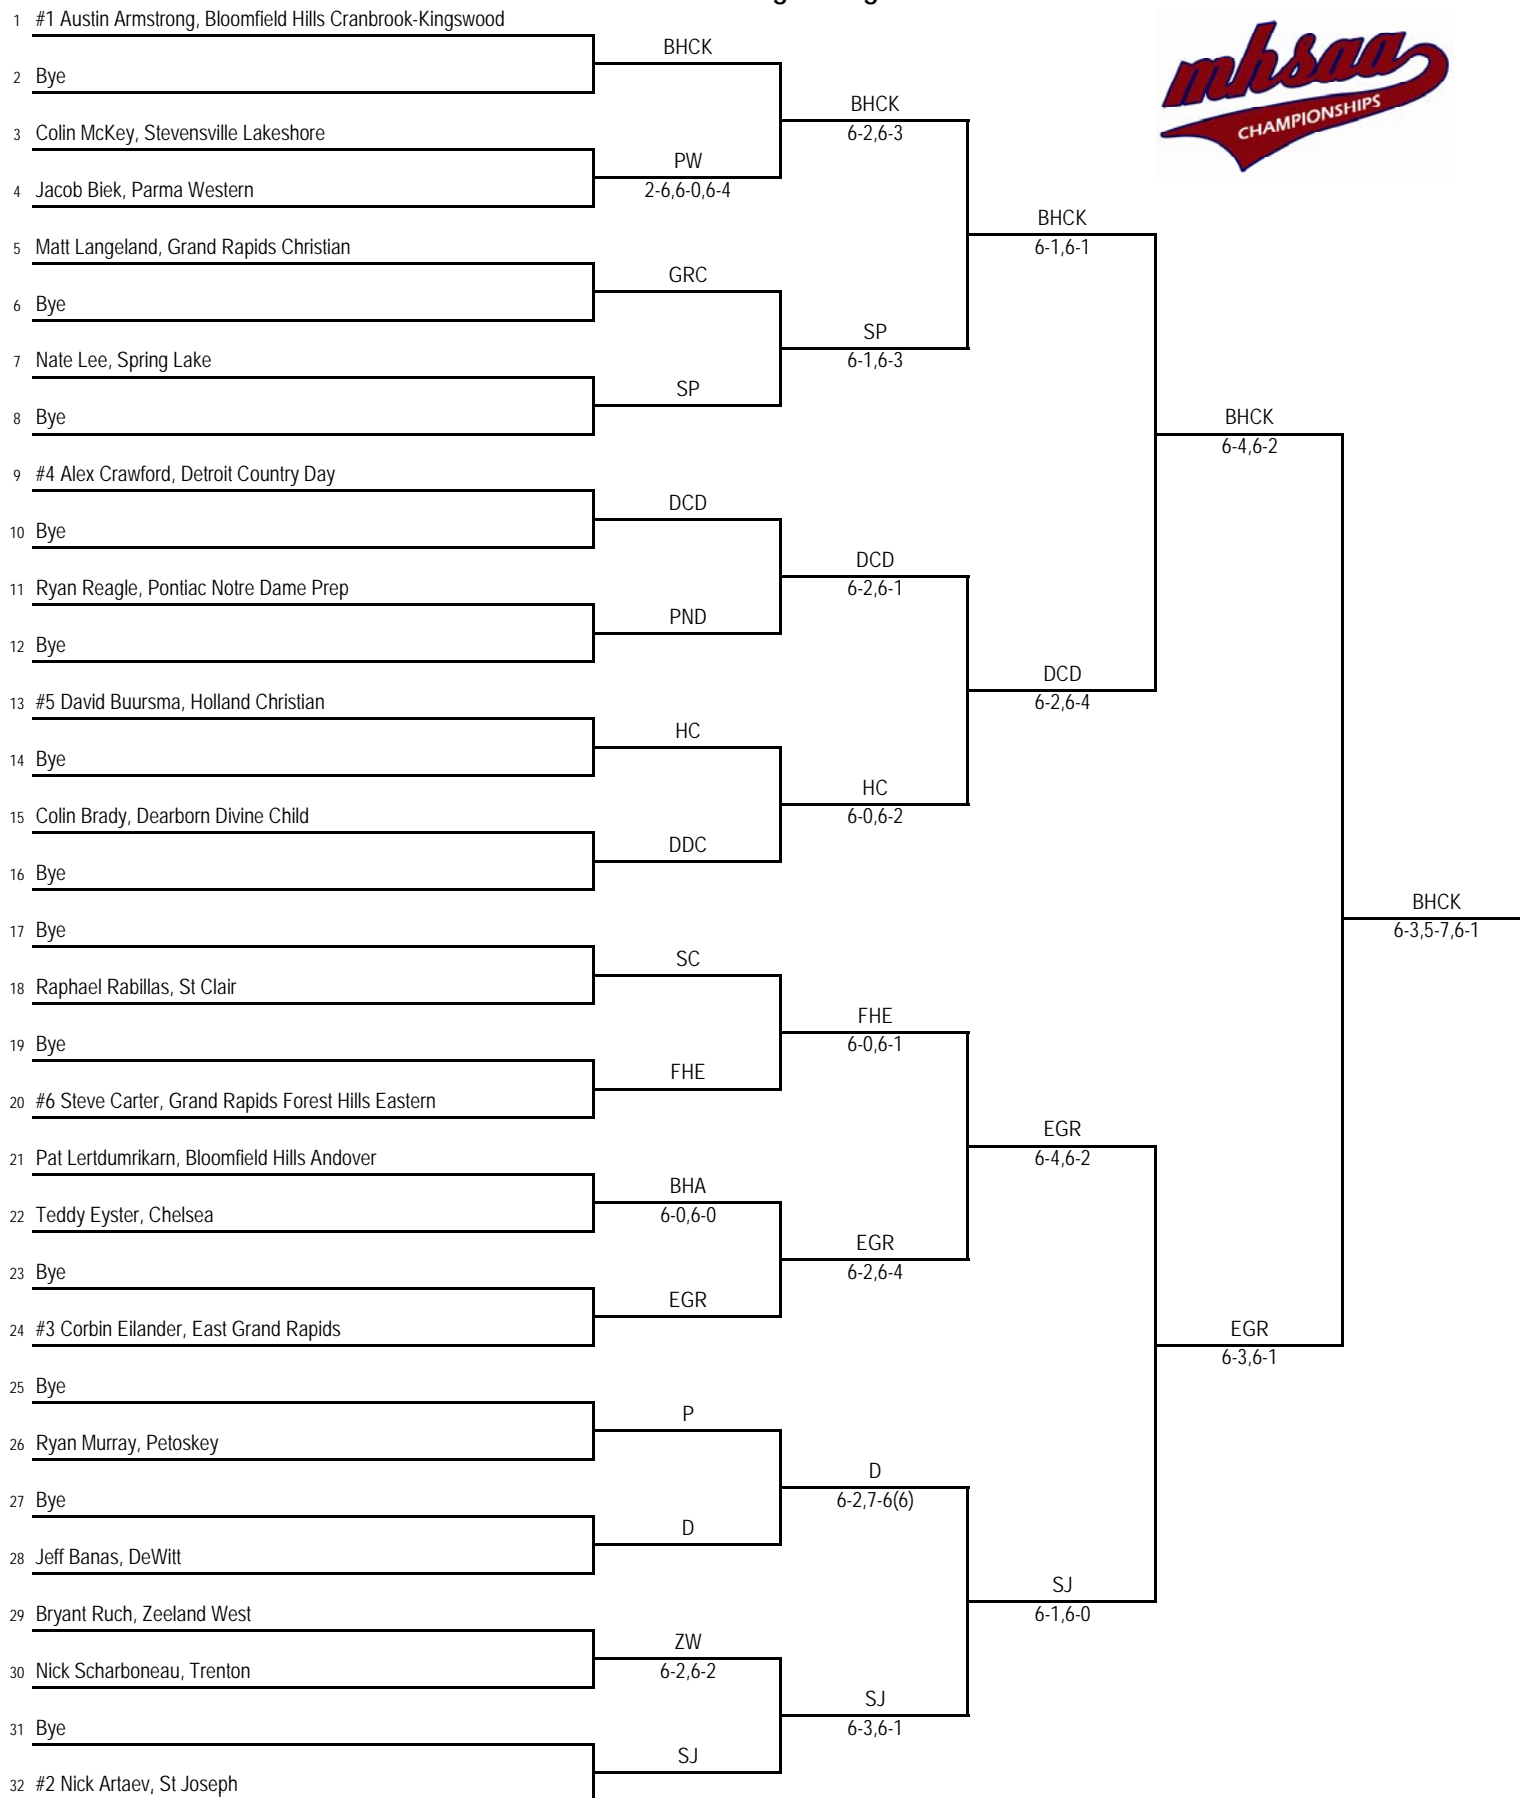 1 #1 Austin Armstrong, Bloomfield Hills Cranbrook-Kingswood
BHCK
2 Bye
BHCK
6-2,6-3
3 Colin McKey, Stevensville Lakeshore
PW
2-6,6-0,6-4
4 Jacob Biek, Parma Western
BHCK
6-1,6-1
5 Matt Langeland, Grand Rapids Christian
GRC
6 Bye
SP
6-1,6-3
7 Nate Lee, Spring Lake
SP
8 Bye
BHCK
6-4,6-2
9 #4 Alex Crawford, Detroit Country Day
DCD
10 Bye
DCD
6-2,6-1
11 Ryan Reagle, Pontiac Notre Dame Prep
PND
12 Bye
DCD
6-2,6-4
13 #5 David Buursma, Holland Christian
HC
14 Bye
HC
6-0,6-2
15 Colin Brady, Dearborn Divine Child
DDC
16 Bye
BHCK
6-3,5-7,6-1
17 Bye
SC
18 Raphael Rabillas, St Clair
FHE
6-0,6-1
19 Bye
FHE
20 #6 Steve Carter, Grand Rapids Forest Hills Eastern
EGR
6-4,6-2
21 Pat Lertdumrikarn, Bloomfield Hills Andover
BHA
6-0,6-0
22 Teddy Eyster, Chelsea
EGR
6-2,6-4
23 Bye
EGR
24 #3 Corbin Eilander, East Grand Rapids
EGR
6-3,6-1
25 Bye
P
26 Ryan Murray, Petoskey
D
6-2,7-6(6)
27 Bye
D
28 Jeff Banas, DeWitt
SJ
6-1,6-0
29 Bryant Ruch, Zeeland West
ZW
6-2,6-2
30 Nick Scharboneau, Trenton
SJ
6-3,6-1
31 Bye
SJ
32 #2 Nick Artaev, St Joseph
mhsaa
CHAMPIONSHIPS